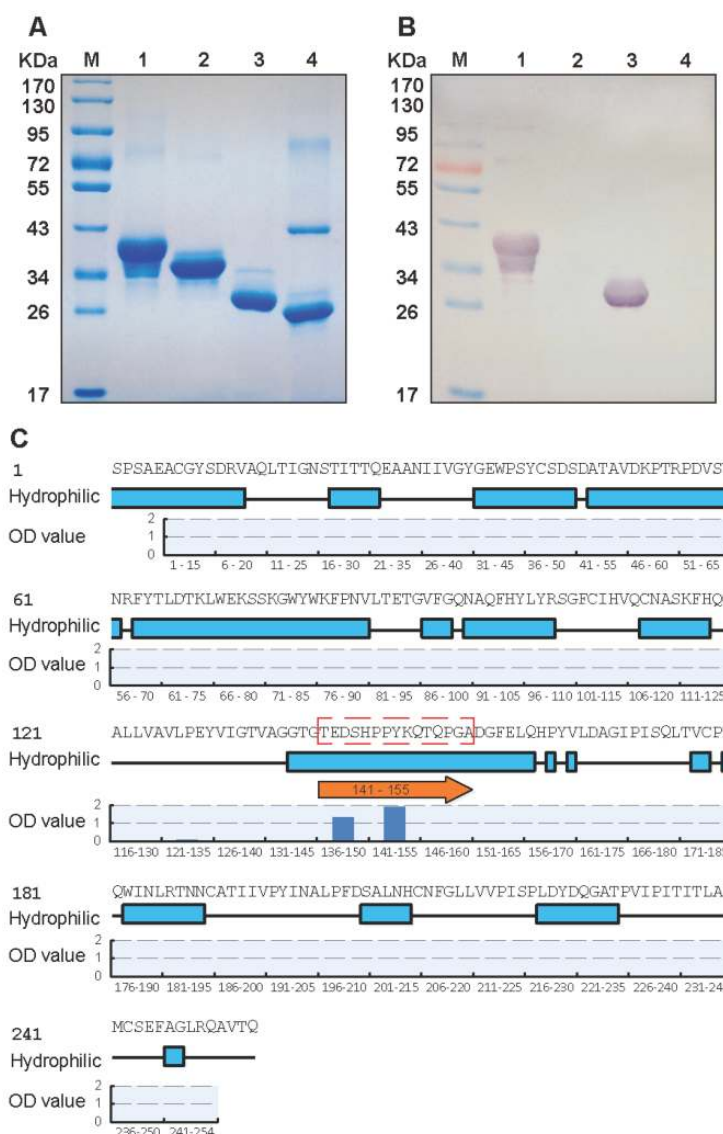 A
B
KDa M 1 2 3 4
KDa M 1 2 3 4
170
130
95
72
55
43
34
26
17
170
130
95
72
55
43
34
26
17
C
1
SPSAEACGYSDRVAQLTIGNSTITTQEAANIIVGYGEWPSYCSDSDATAVDKPTRPDVS
Hydrophilic
OD value
2
1
0
1 - 15 6 - 20 11 - 25 16 - 30 21 - 35 26 - 40 31 - 45 36 - 50 41 - 55 46 - 60 51 - 65
61
NRFYTLDTKLWEKSSKGWYWKFPNVLTETGVFGQNAQFHYLYRSGFCIHVQCNASKFHQ
Hydrophilic
OD value
2
1
0
56 - 70 61 - 75 66 - 80 71 - 85 76 - 90 81 - 95 86 - 100 91 - 105 96 - 110 101-115 106-120 111-125
121
ALLVAVLPEYVIGTVAGGTGTEDSHPPYKQTQPGADGFELQHPYVLDAGIPISQLTVCP
Hydrophilic
141 - 155
OD value
2
1
0
116-130 121-135 126-140 131-145 136-150 141-155 146-160 151-165 156-170 161-175 166-180 171-185
181
QWINLRTNNCATIIVPYINALPFDSALNHCNFGLLVVPISPLDYDQGATPVIPITITLA
Hydrophilic
OD value
2
1
0
176-190 181-195 186-200 191-205 196-210 201-215 206-220 211-225 216-230 221-235 226-240 231-24
241
MCSEFAGLRQAVTQ
Hydrophilic
OD value
2
1
0
236-250 241-254